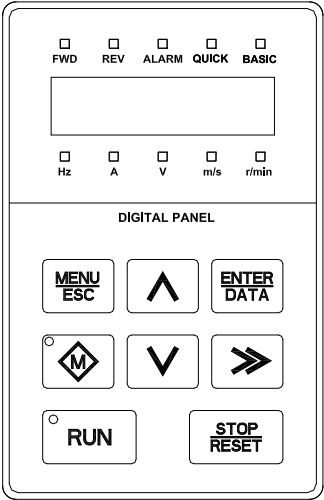 FWD REV ALARM QUICK BASIC
Hz A V m/s r/min
DIGITAL PANEL
MENU
ESC
ENTER
DATA
M
RUN
STOP
RESET